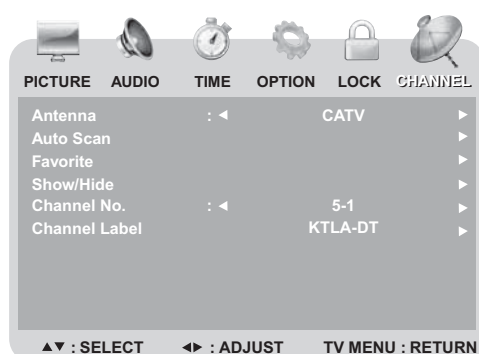 PICTURE AUDIO TIME OPTION LOCK CHANNEL
Antenna : ◄ CATV ►
Auto Scan ►
Favorite ►
Show/Hide ►
Channel No. : ◄ 5-1 ►
Channel Label KTLA-DT ►
▲▼ : SELECT ◄► : ADJUST TV MENU : RETURN